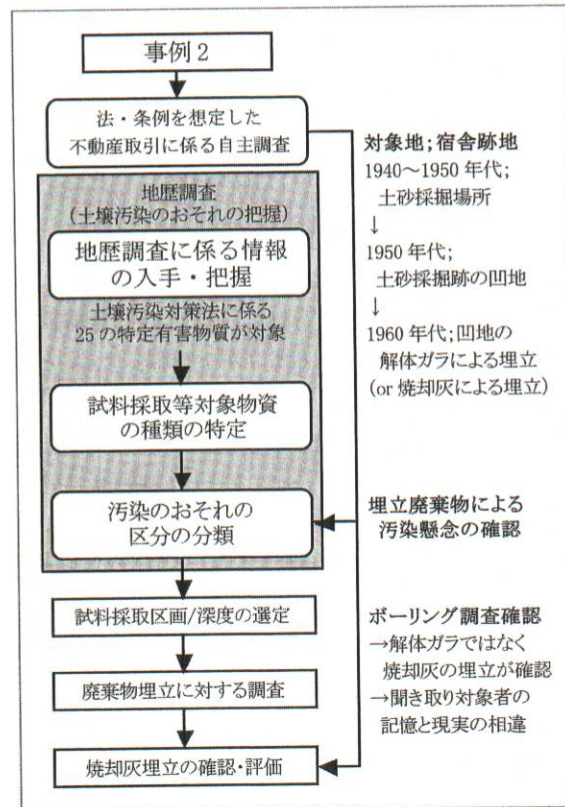 事例2
法・条例を想定した
不動産取引に係る自主調査
地歴調査
(土壌汚染のおそれの把握)
地歴調査に係る情報
の入手・把握
土壌汚染対策法に係る
25の特定有害物質が対象
試料採取等対象物資
の種類の特定
汚染のおそれの
区分の分類
試料採取区画/深度の選定
廃棄物埋立に対する調査
焼却灰埋立の確認・評価
対象地;宿舎跡地
1940〜1950年代;
土砂採掘場所
↓
1950年代;
土砂採掘跡の凹地
↓
1960年代;凹地の
解体ガラによる埋立
(or 焼却灰による埋立)
埋立廃棄物による
汚染懸念の確認
ボーリング調査確認
→解体ガラではなく
焼却灰の埋立が確認
→聞き取り対象者の
記憶と現実の相違